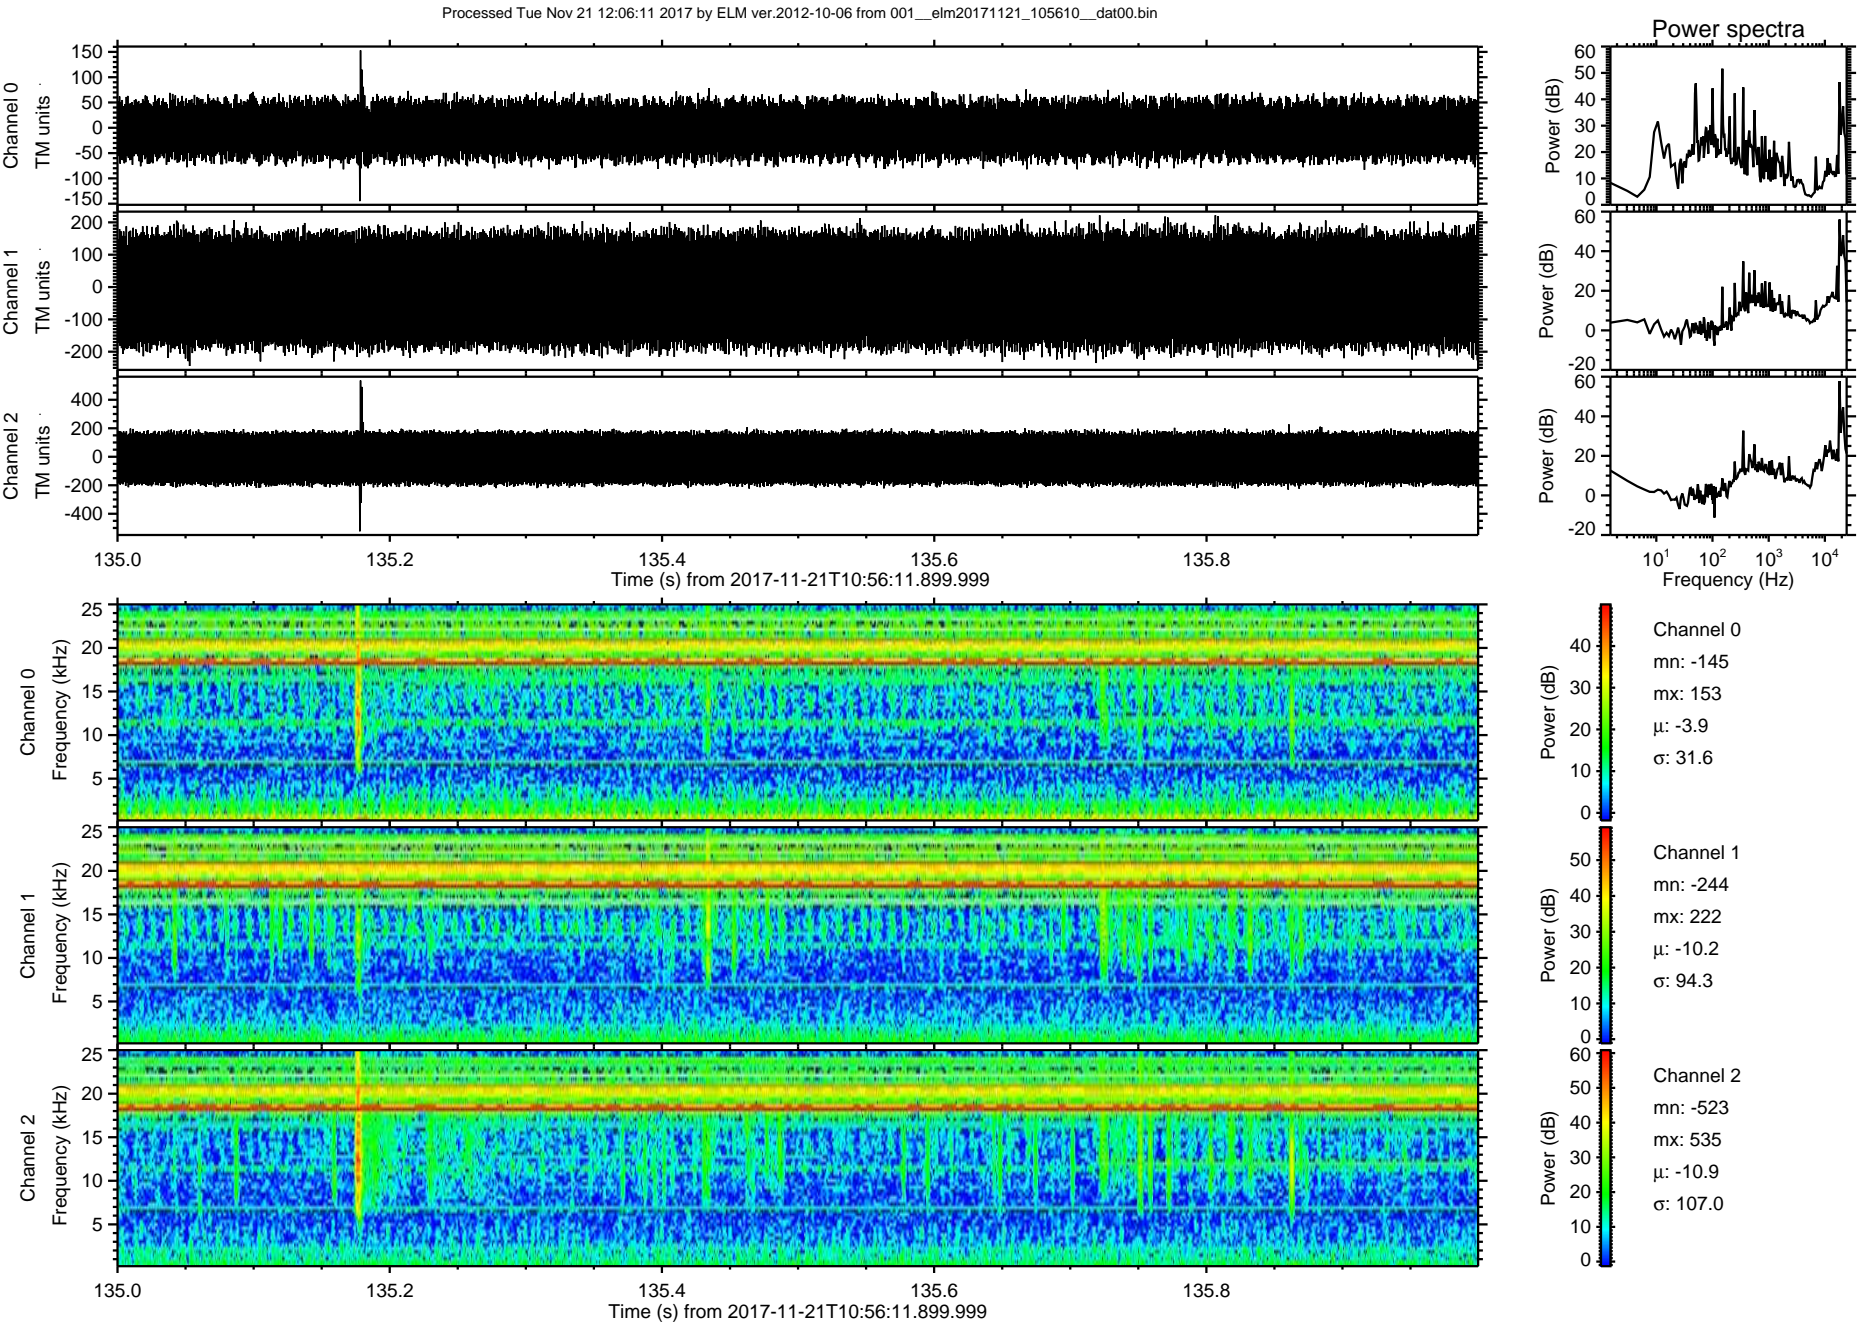 Processed Tue Nov 21 12:06:11 2017 by ELM ver.2012-10-06 from 001__elm20171121_105610__dat00.bin
Power spectra
Channel 0
TM units
150
100
50
0
-50
-100
-150
Power (dB)
60
50
40
30
20
10
0
Channel 1
TM units
200
100
0
-100
-200
Power (dB)
60
40
20
0
-20
Channel 2
TM units
400
200
0
-200
-400
Power (dB)
60
40
20
0
-20
135.0
135.2
135.4
135.6
135.8
Time (s) from 2017-11-21T10:56:11.899.999
10^1
10^2
10^3
10^4
Frequency (Hz)
Channel 0
Frequency (kHz)
25
20
15
10
5
Power (dB)
40
30
20
10
0
Channel 0
mn: -145
mx: 153
μ: -3.9
σ: 31.6
Channel 1
Frequency (kHz)
25
20
15
10
5
Power (dB)
50
40
30
20
10
0
Channel 1
mn: -244
mx: 222
μ: -10.2
σ: 94.3
Channel 2
Frequency (kHz)
25
20
15
10
5
Power (dB)
60
50
40
30
20
10
0
Channel 2
mn: -523
mx: 535
μ: -10.9
σ: 107.0
135.0
135.2
135.4
135.6
135.8
Time (s) from 2017-11-21T10:56:11.899.999